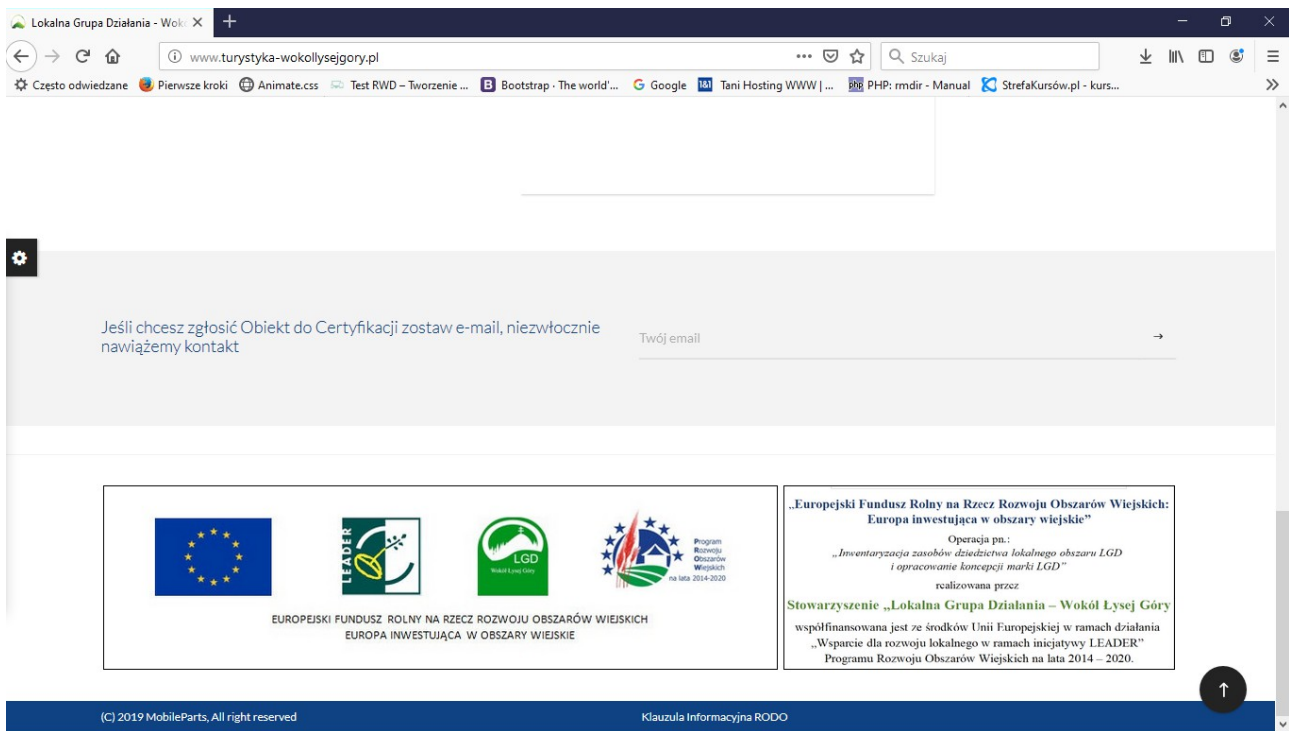 Lokalna Grupa Działania - Woko
www.turystyka-wokollysejgory.pl
Szukaj
Często odwiedzane
Pierwsze kroki
Animate.css
Test RWD – Tworzenie ...
B
Bootstrap · The world'...
G
Google
1&1
Tani Hosting WWW | ...
php
PHP: rmdir - Manual
StrefaKursów.pl - kurs...
Jeśli chcesz zgłosić Obiekt do Certyfikacji zostaw e-mail, niezwłocznie
nawiążemy kontakt
Twój email
LEADER
LGD
Wokół Łysej Góry
Program
Rozwoju
Obszarów
Wiejskich
na lata 2014-2020
EUROPEJSKI FUNDUSZ ROLNY NA RZECZ ROZWOJU OBSZARÓW WIEJSKICH
EUROPA INWESTUJĄCA W OBSZARY WIEJSKIE
„Europejski Fundusz Rolny na Rzecz Rozwoju Obszarów Wiejskich:
Europa inwestująca w obszary wiejskie”
Operacja pn.:
„Inwentaryzacja zasobów dziedzictwa lokalnego obszaru LGD
i opracowanie koncepcji marki LGD”
realizowana przez
Stowarzyszenie „Lokalna Grupa Działania – Wokół Łysej Góry
współfinansowana jest ze środków Unii Europejskiej w ramach działania
„Wsparcie dla rozwoju lokalnego w ramach inicjatywy LEADER”
Programu Rozwoju Obszarów Wiejskich na lata 2014 – 2020.
(C) 2019 MobileParts, All right reserved
Klauzula Informacyjna RODO